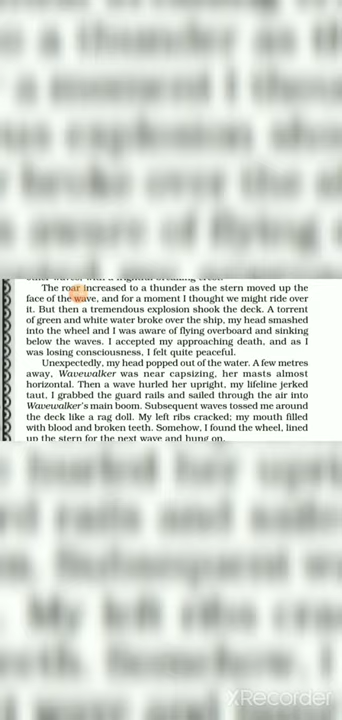 The roar increased to a thunder as the stern moved up the
face of the wave, and for a moment I thought we might ride over
it. But then a tremendous explosion shook the deck. A torrent
of green and white water broke over the ship, my head smashed
into the wheel and I was aware of flying overboard and sinking
below the waves. I accepted my approaching death, and as I
was losing consciousness, I felt quite peaceful.
Unexpectedly, my head popped out of the water. A few metres
away, Wavewalker was near capsizing, her masts almost
horizontal. Then a wave hurled her upright, my lifeline jerked
taut, I grabbed the guard rails and sailed through the air into
Wavewalker's main boom. Subsequent waves tossed me around
the deck like a rag doll. My left ribs cracked; my mouth filled
with blood and broken teeth. Somehow, I found the wheel, lined
up the stern for the next wave and hung on.
XRecorder